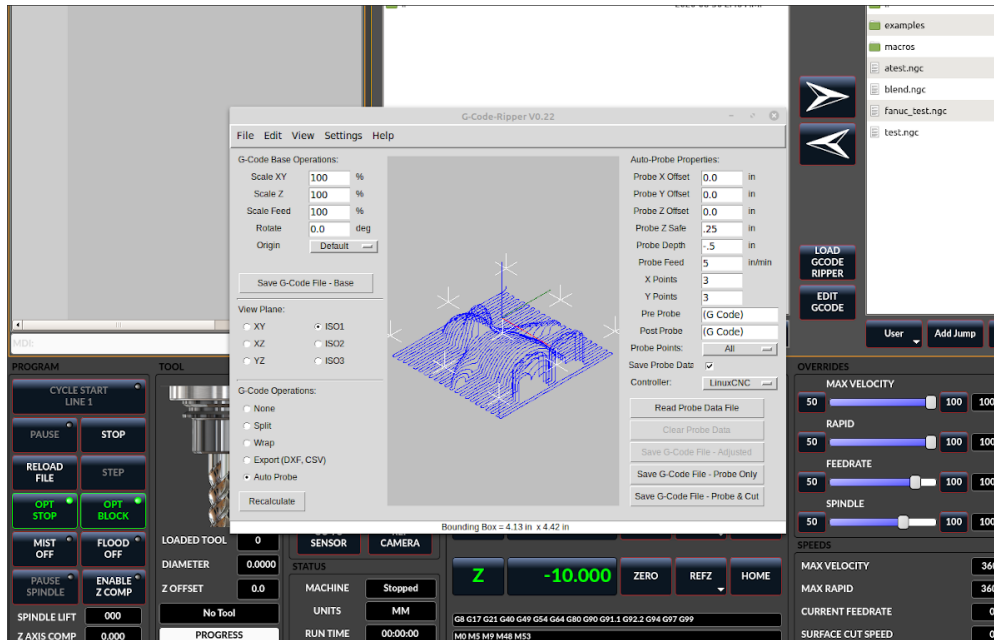 examples
macros
atest.ngc
blend.ngc
fanuc_test.ngc
test.ngc
G-Code-Ripper V0.22
File Edit View Settings Help
G-Code Base Operations:
Scale XY 100 %
Scale Z 100 %
Scale Feed 100 %
Rotate 0.0 deg
Origin Default
Save G-Code File - Base
View Plane:
XY ISO1
XZ ISO2
YZ ISO3
G-Code Operations:
None
Split
Wrap
Export (DXF, CSV)
Auto Probe
Recalculate
Auto-Probe Properties:
Probe X Offset 0.0 in
Probe Y Offset 0.0 in
Probe Z Offset 0.0 in
Probe Z Safe .25 in
Probe Depth -.5 in
Probe Feed 5 in/min
X Points 3
Y Points 3
Pre Probe (G Code)
Post Probe (G Code)
Probe Points: All
Save Probe Data
Controller: LinuxCNC
Read Probe Data File
Clear Probe Data
Save G-Code File - Adjusted
Save G-Code File - Probe Only
Save G-Code File - Probe & Cut
Bounding Box = 4.13 in x 4.42 in
LOAD
GCODE
RIPPER
EDIT
GCODE
User Add Jump
MDI:
PROGRAM
CYCLE START
LINE 1
PAUSE STOP
RELOAD
FILE
STEP
OPT
STOP
OPT
BLOCK
MIST
OFF
FLOOD
OFF
PAUSE
SPINDLE
ENABLE
Z COMP
SPINDLE LIFT 000
Z AXIS COMP 0.000
TOOL
LOADED TOOL 0
DIAMETER 0.0000
Z OFFSET 0.0
No Tool
PROGRESS
SENSOR
CAMERA
STATUS
MACHINE Stopped
UNITS MM
RUN TIME 00:00:00
Z -10.000 ZERO REFZ HOME
G8 G17 G21 G40 G49 G54 G64 G80 G90 G91.1 G92.2 G94 G97 G99
M0 M5 M9 M48 M53
OVERRIDES
MAX VELOCITY
50 100
RAPID
50 100
FEEDRATE
50 100
SPINDLE
50 100
SPEEDS
MAX VELOCITY
MAX RAPID
CURRENT FEEDRATE
SURFACE CUT SPEED